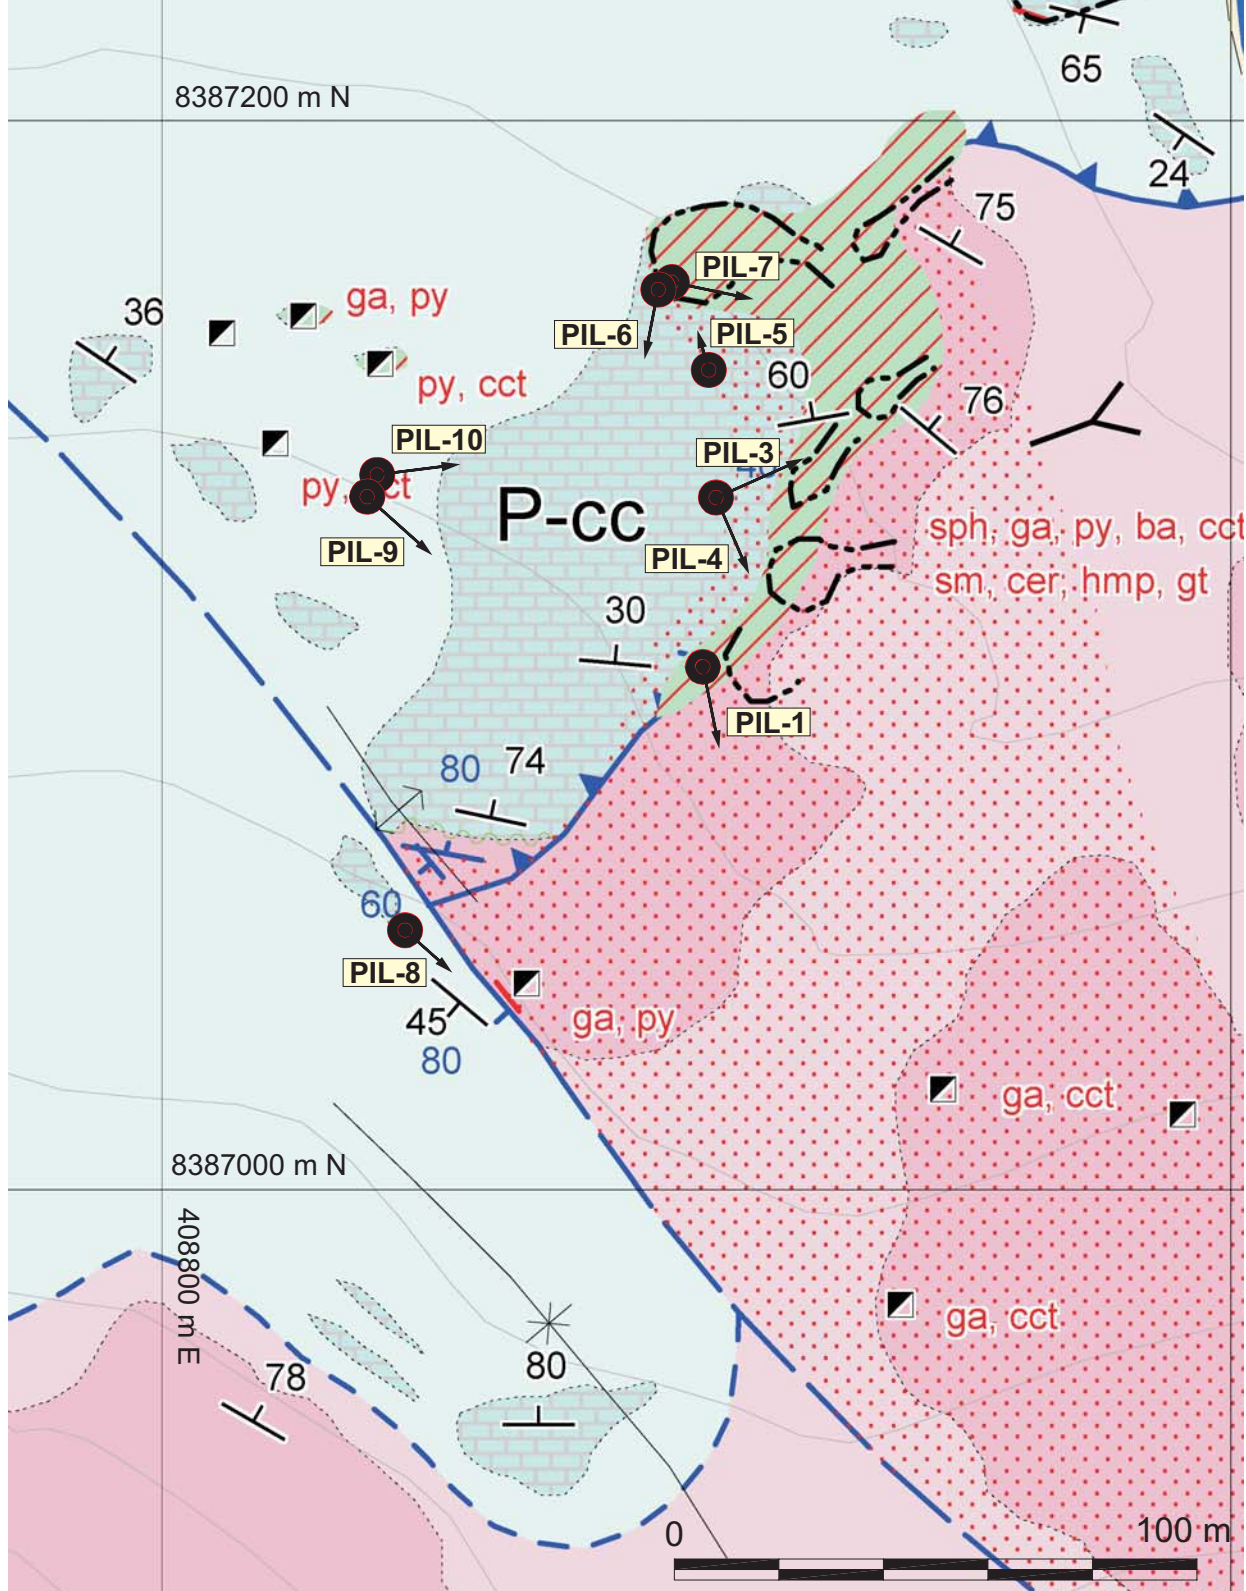 65
8387200 m N
24
75
36
ga, py
PIL-7
PIL-6
PIL-5
60
py, cct
76
PIL-10
PIL-3
P-cc
PIL-9
PIL-4
sph, ga, py, ba, cct
sm, cer, hmp, gt
30
PIL-1
80
74
60
PIL-8
45
ga, py
80
ga, cct
8387000 m N
408800 m E
ga, cct
80
78
0
100 m